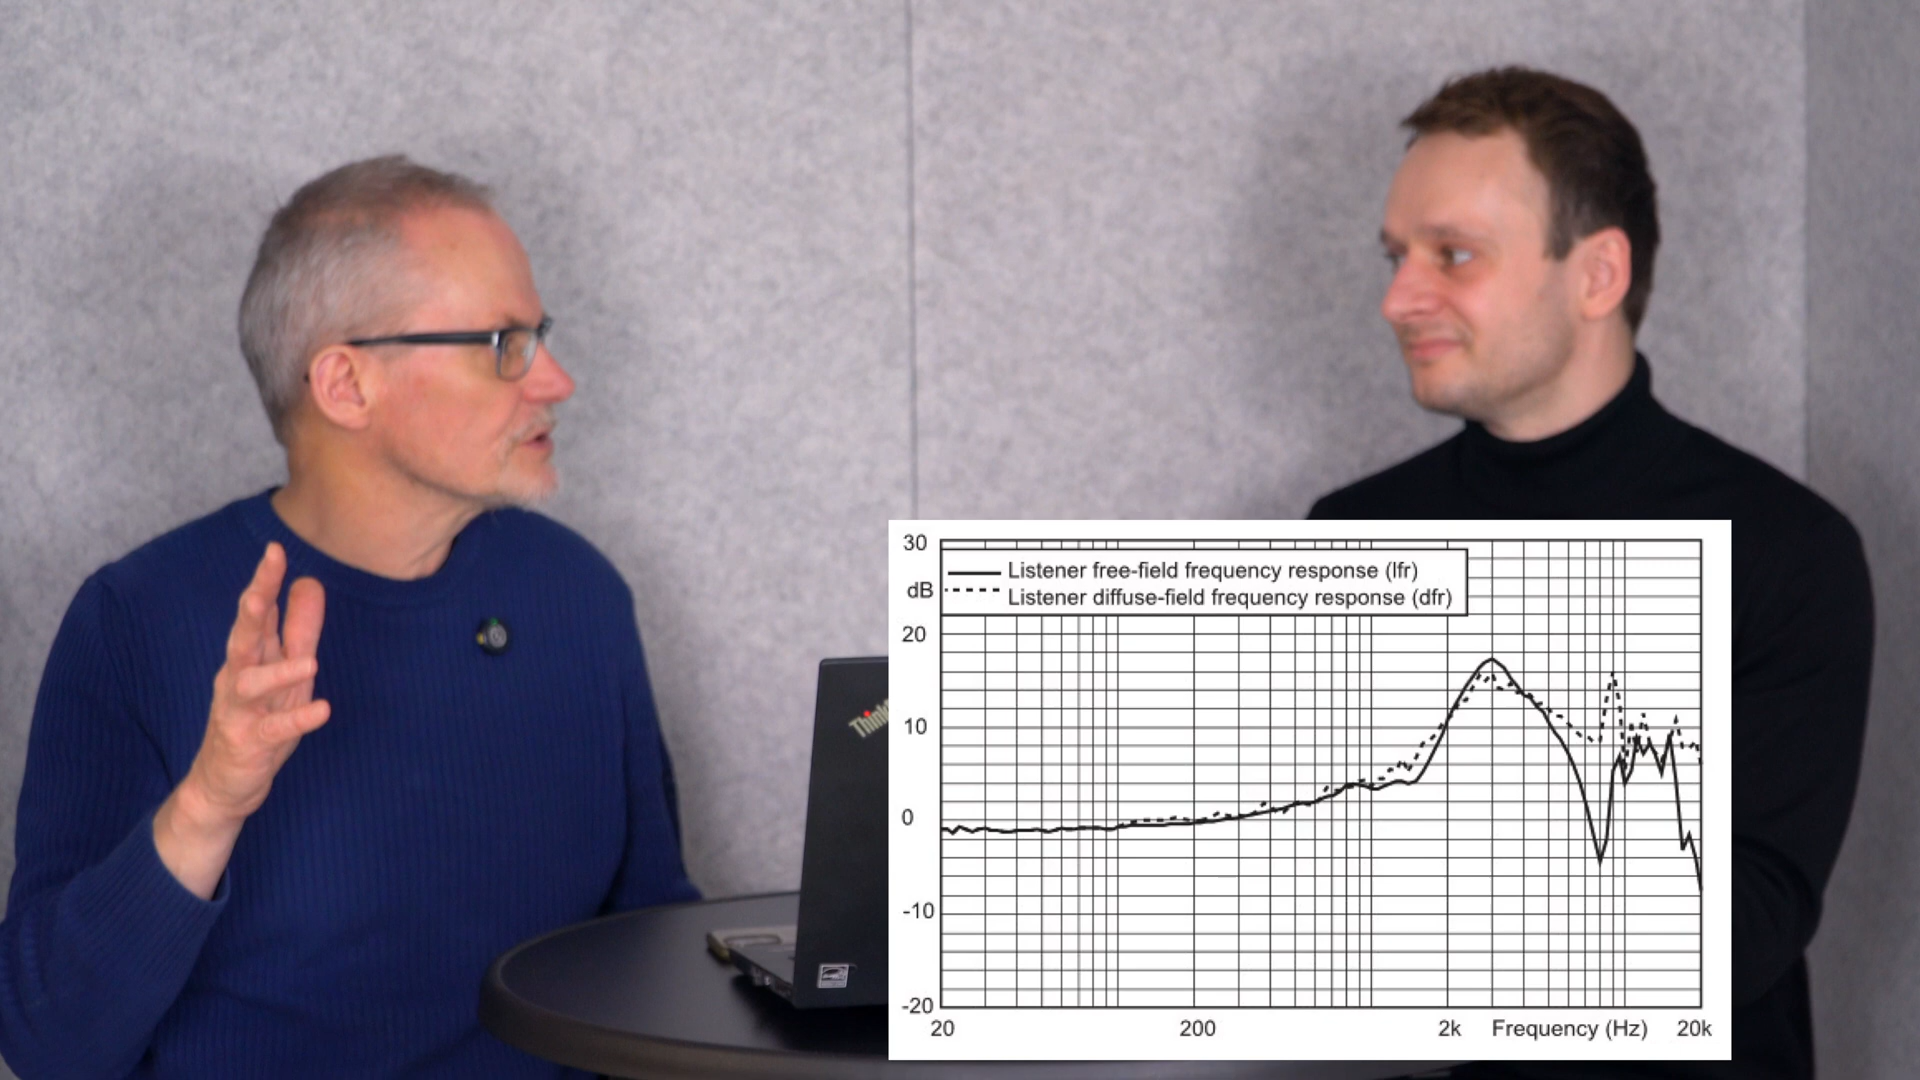 Think
30
Listener free-field frequency response (lfr)
dB
Listener diffuse-field frequency response (dfr)
20
10
0
-10
-20
20 200 2k Frequency (Hz) 20k